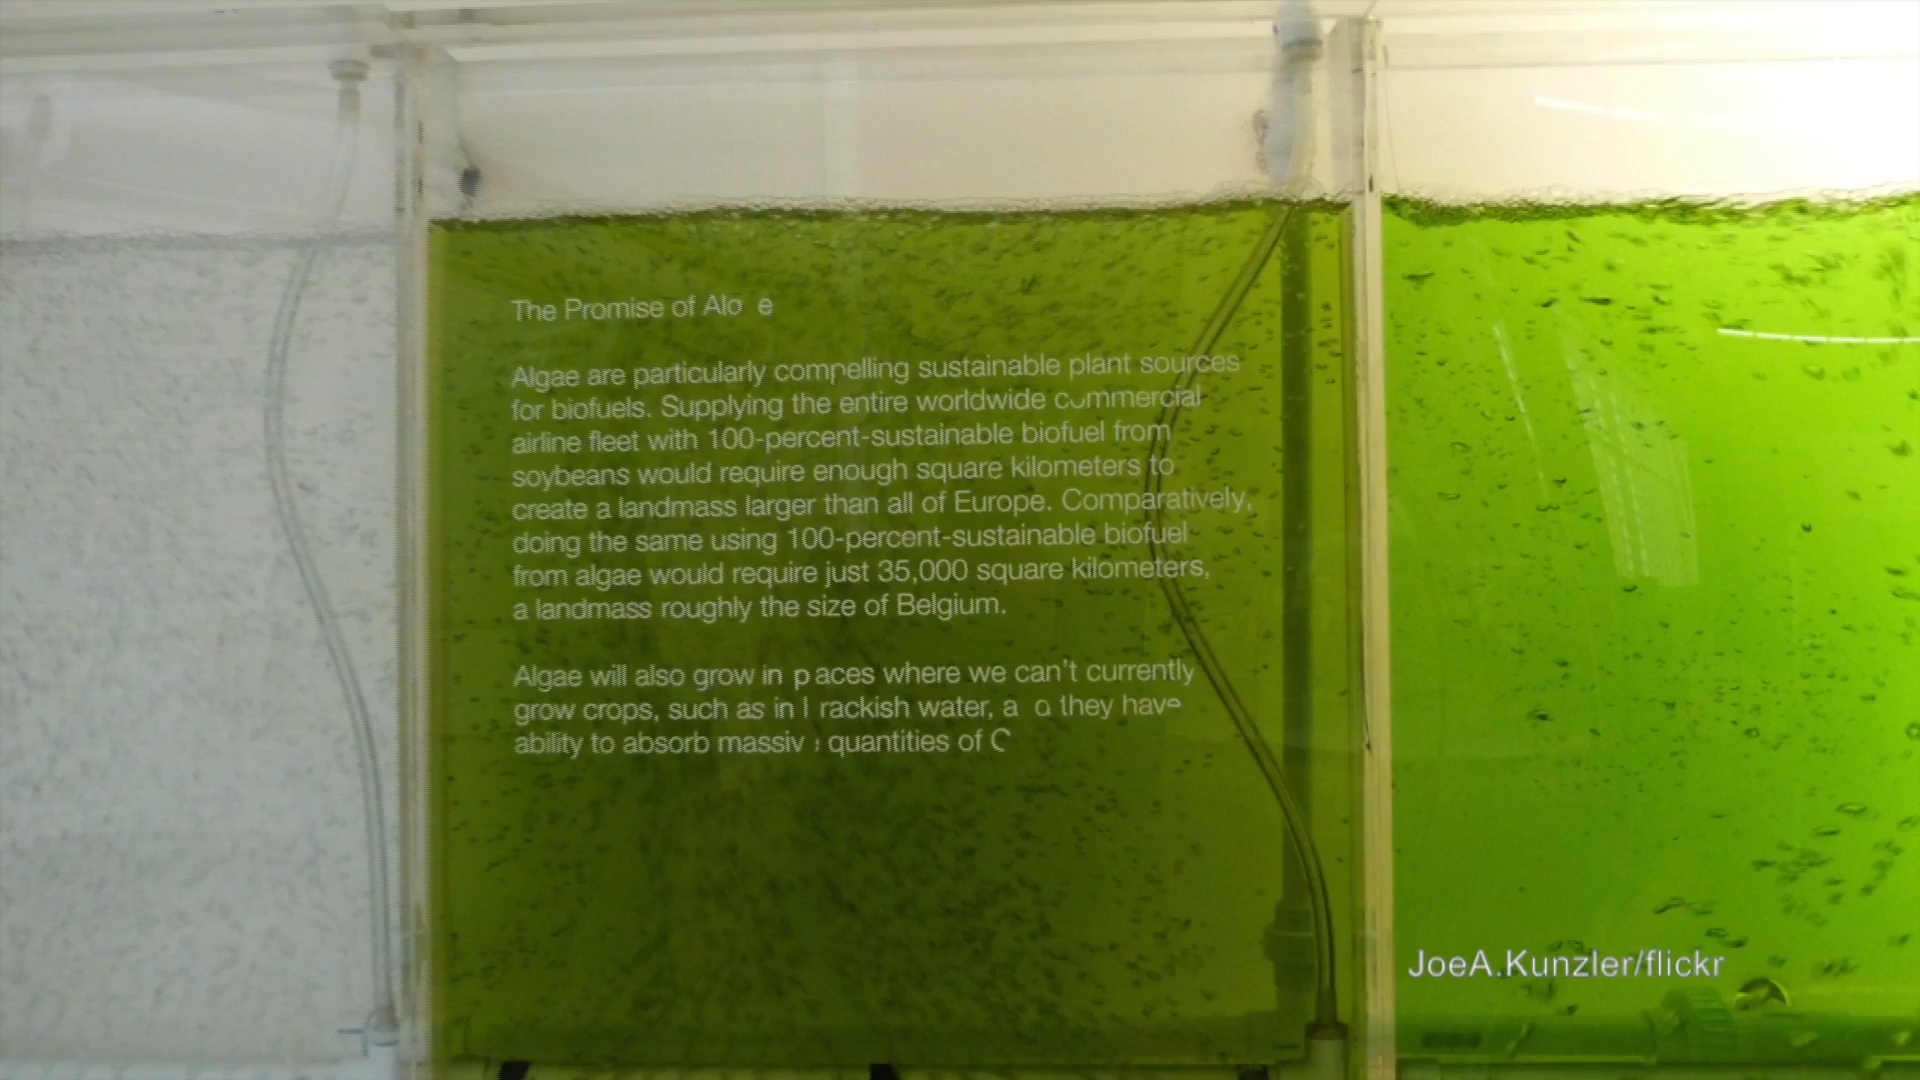 The Promise of
Algae are particularly compelling sustainable plant sources
for biofuels. Supplying the entire worldwide commercial
airline fleet with 100-percent-sustainable biofuel from
soybeans would require enough square kilometers to
create a landmass larger than all of Europe. Comparatively,
doing the same using 100-percent-sustainable biofuel
from algae would require just 35,000 square kilometers,
a landmass roughly the size of Belgium.
Algae will also grow in p aces where we can't currently
grow crops, such as in rackish water, they have
ability to absorb massiv quantities of
JoeA.Kunzler/flickr